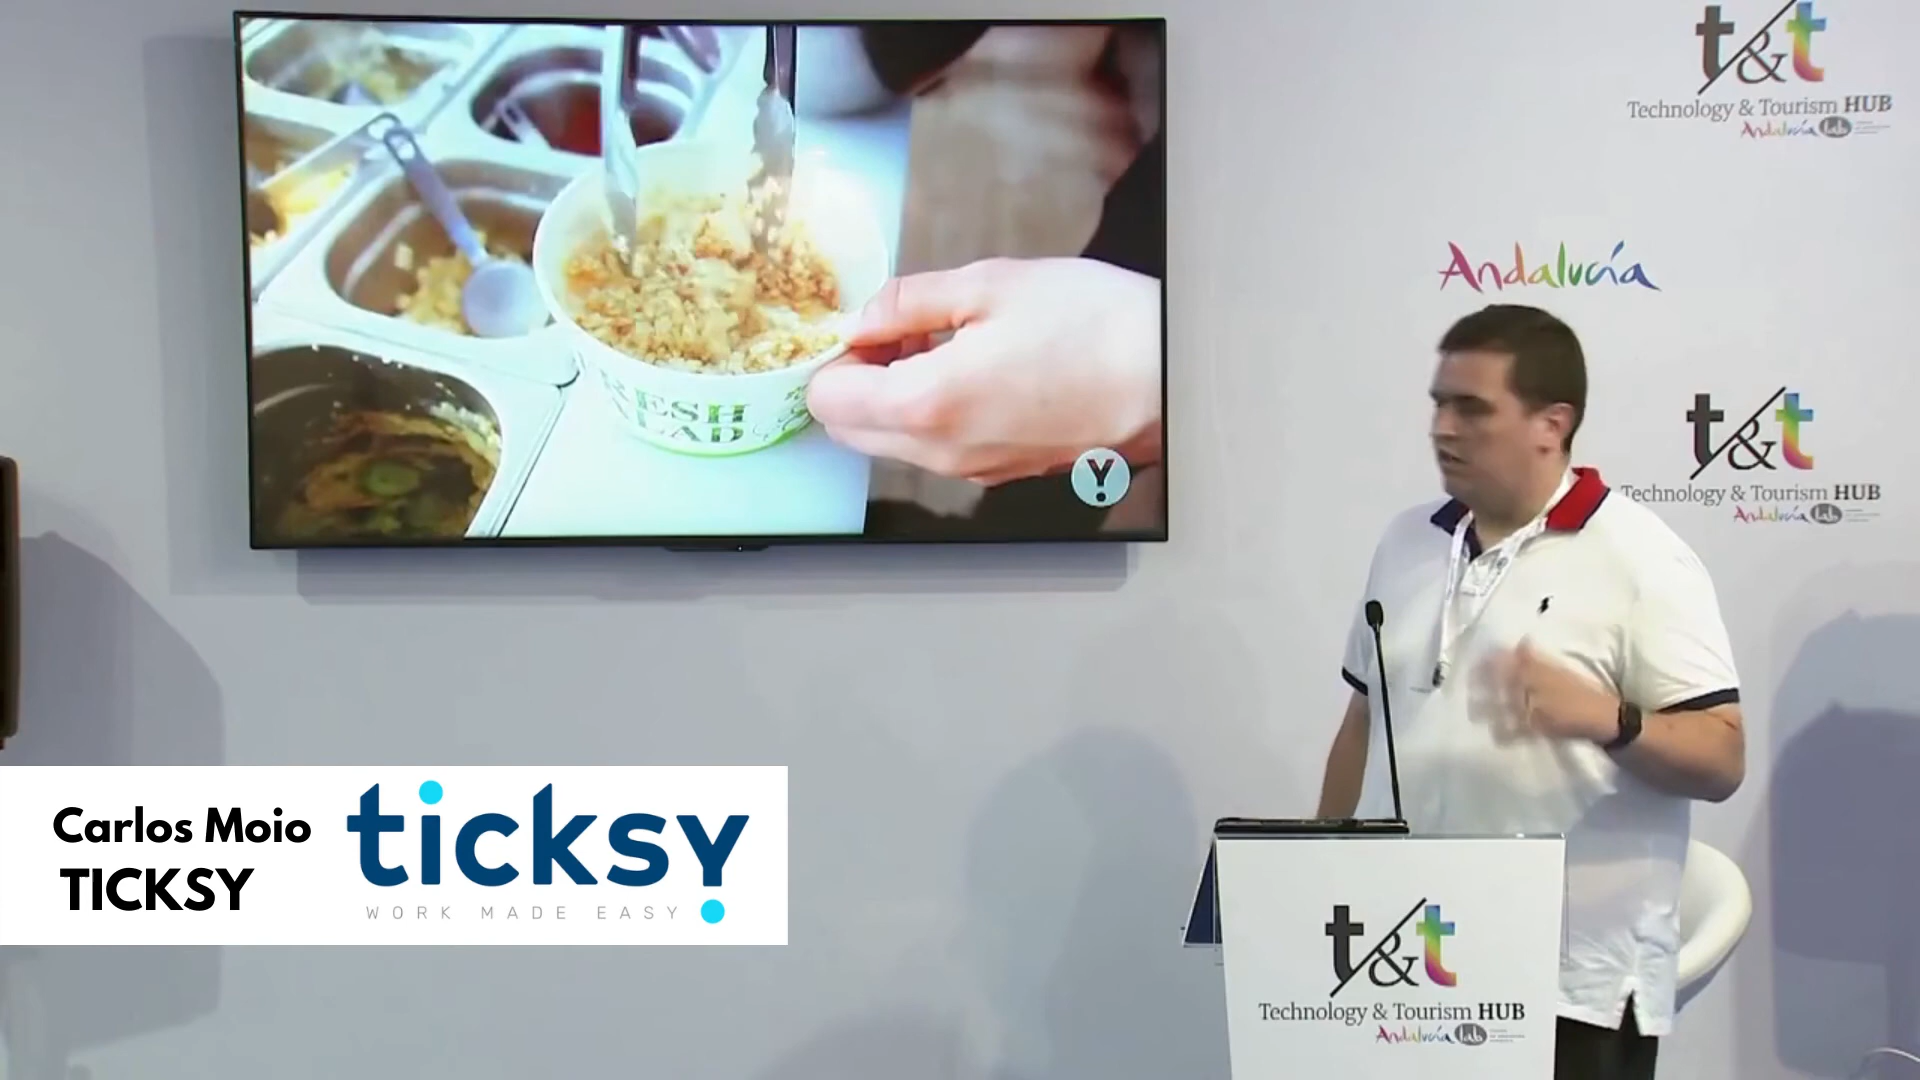 t&t
Technology & Tourism HUB
Andalucía lab
Andalucía
t&t
Technology & Tourism HUB
Andalucía lab
ESH
Y
Carlos Moio
TICKSY
ticksy
WORK MADE EASY
t&t
Technology & Tourism HUB
Andalucía lab